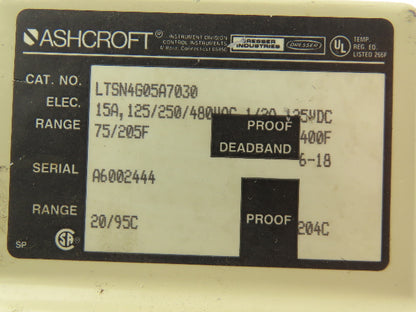 ASHCROFT®
INSTRUMENT DIVISION
CONTROL INSTRUMENTS
DRESSER INDUSTRIES
DRESSER
UL
TEMP.
REG. EQ.
LISTED 266F
CAT. NO. LTSN4G05A7030
ELEC. 15A,125/250/480VAC 1/2A 125VDC
RANGE 75/205F PROOF 400F
DEADBAND 6-18
SERIAL A6002444
RANGE 20/95C PROOF 204C
SP